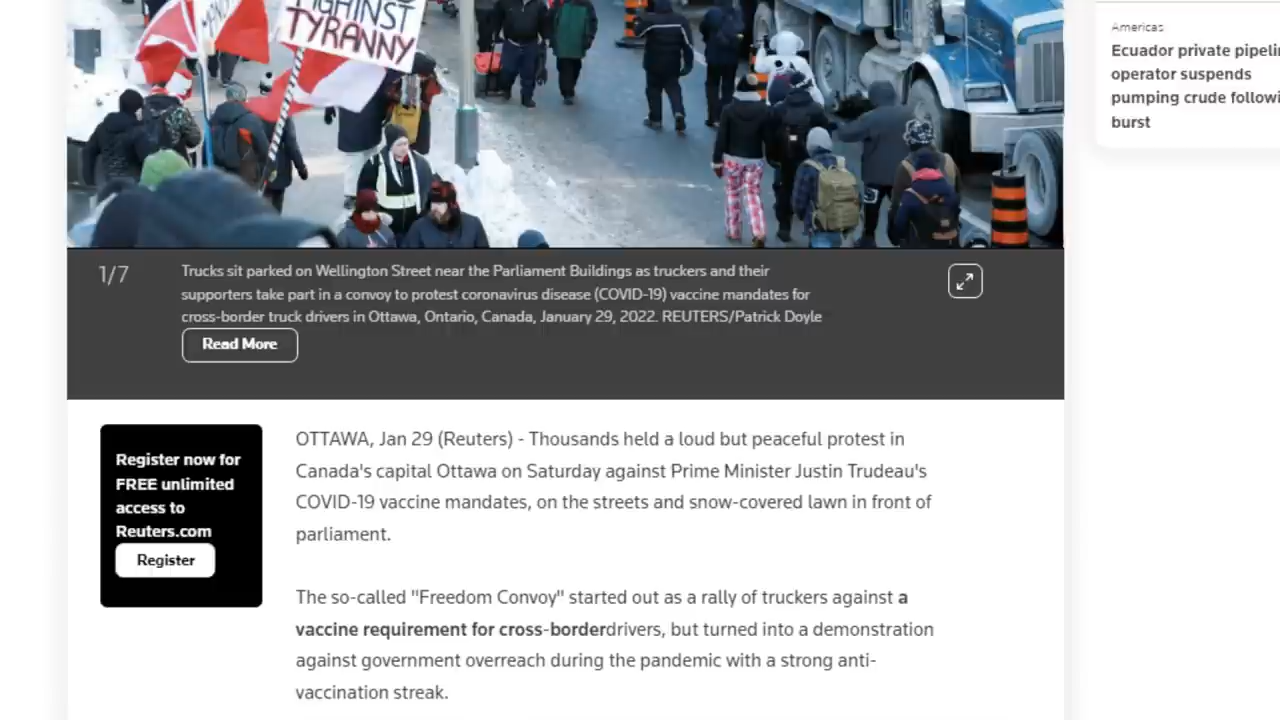 AGAINST
TYRANNY
Americas
Ecuador private
operator suspends
pumping crude
burst
1/7
Trucks sit parked on Wellington Street near the Parliament Buildings as truckers and their
supporters take part in a convoy to protest coronavirus disease (COVID-19) vaccine mandates for
cross-border truck drivers in Ottawa, Ontario, Canada, January 29, 2022. REUTERS/Patrick Doyle
Read More
Register now for
FREE unlimited
access to
Reuters.com
Register
OTTAWA, Jan 29 (Reuters) - Thousands held a loud but peaceful protest in
Canada's capital Ottawa on Saturday against Prime Minister Justin Trudeau's
COVID-19 vaccine mandates, on the streets and snow-covered lawn in front of
parliament.
The so-called "Freedom Convoy" started out as a rally of truckers against a
vaccine requirement for cross-borderdrivers, but turned into a demonstration
against government overreach during the pandemic with a strong anti-
vaccination streak.